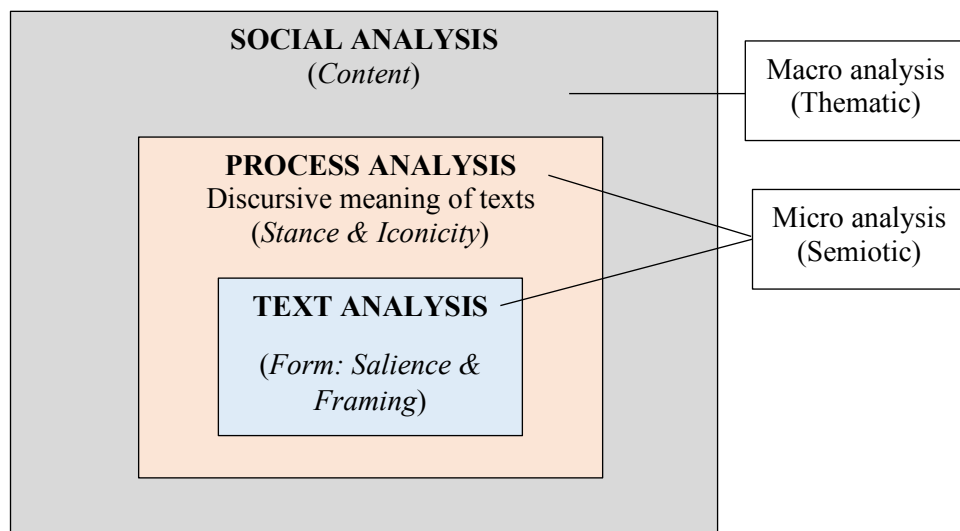 SOCIAL ANALYSIS
(Content)
Macro analysis
(Thematic)
PROCESS ANALYSIS
Discursive meaning of texts
(Stance & Iconicity)
Micro analysis
(Semiotic)
TEXT ANALYSIS
(Form: Salience &
Framing)